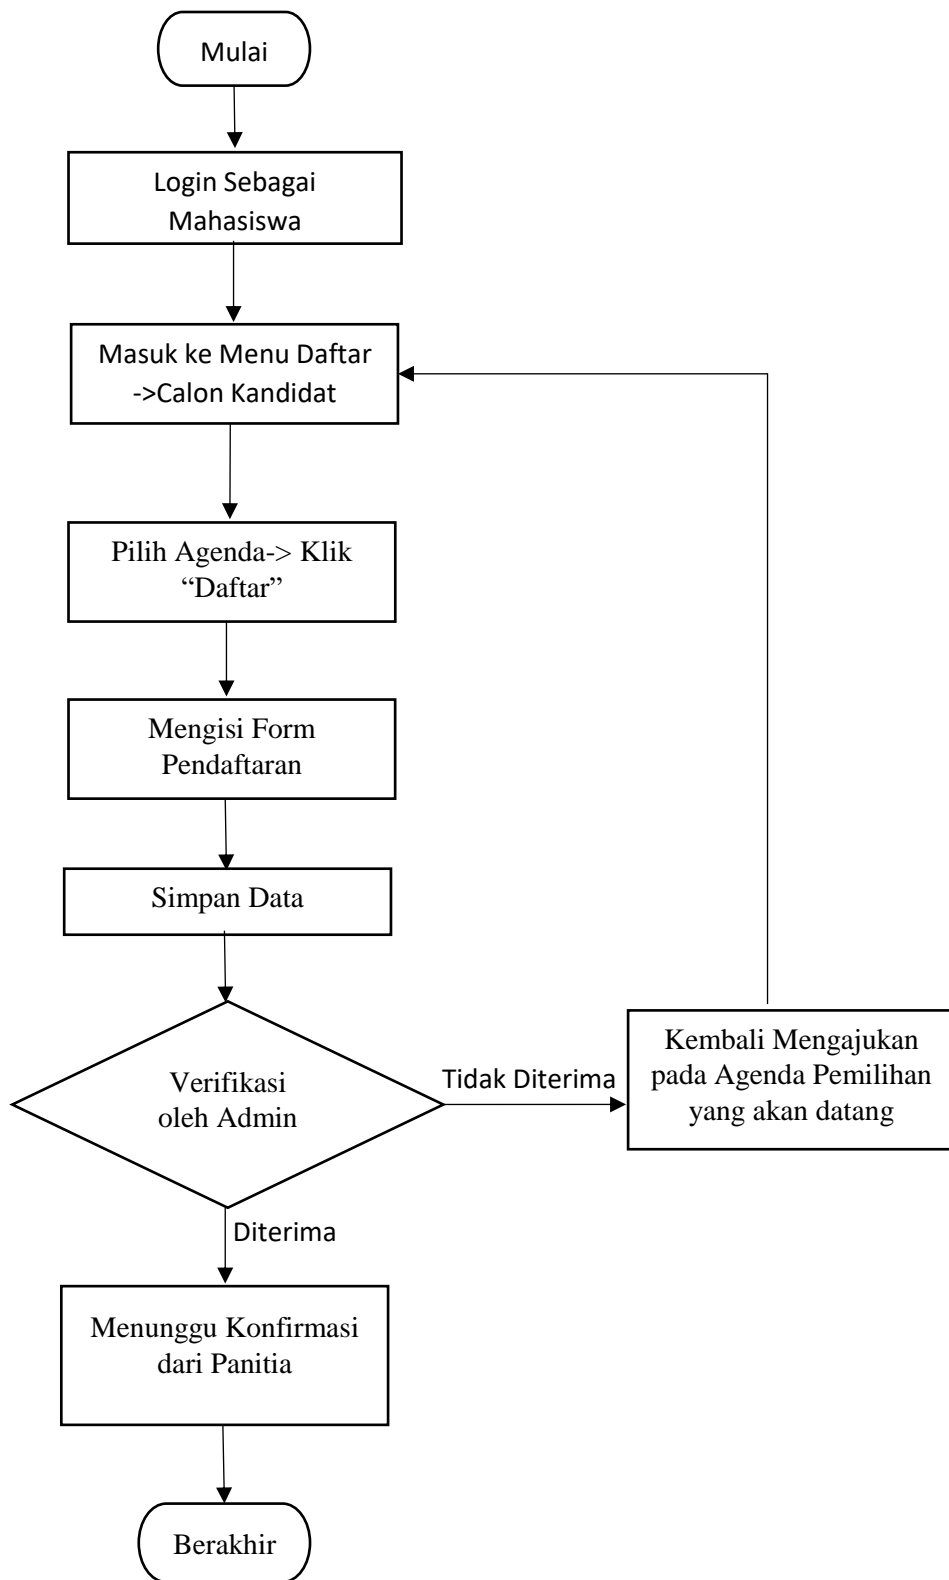 Mulai
Login Sebagai
Mahasiswa
Masuk ke Menu Daftar
->Calon Kandidat
Pilih Agenda-> Klik
“Daftar”
Mengisi Form
Pendaftaran
Simpan Data
Verifikasi
oleh Admin
Tidak Diterima
Kembali Mengajukan
pada Agenda Pemilihan
yang akan datang
Diterima
Menunggu Konfirmasi
dari Panitia
Berakhir